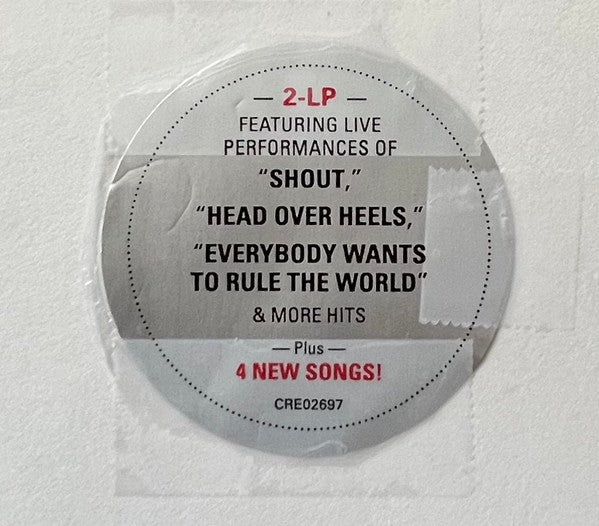 — 2-LP —
FEATURING LIVE
PERFORMANCES OF
“SHOUT,”
“HEAD OVER HEELS,”
“EVERYBODY WANTS
TO RULE THE WORLD”
& MORE HITS
— Plus —
4 NEW SONGS!
CRE02697